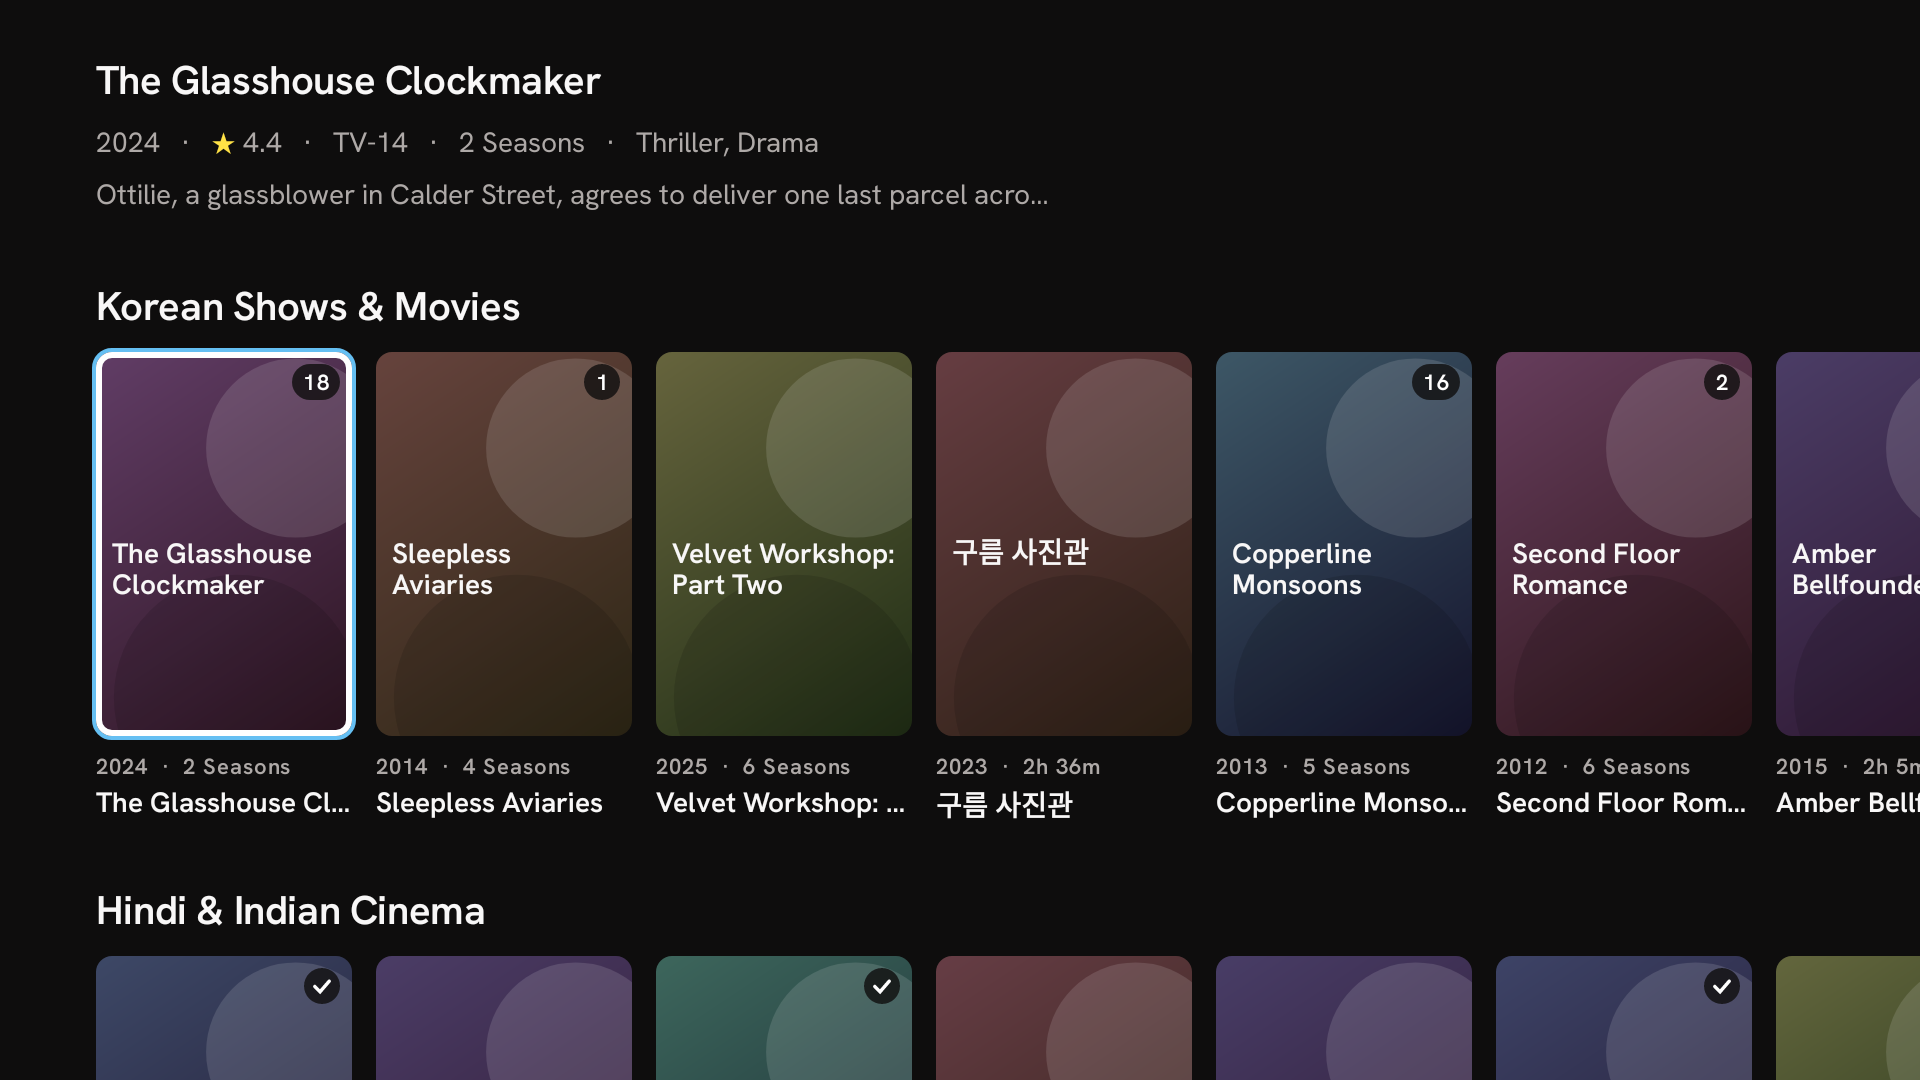 The Glasshouse Clockmaker
2024 · ★ 4.4 · TV-14 · 2 Seasons · Thriller, Drama
Ottilie, a glassblower in Calder Street, agrees to deliver one last parcel acro...
Korean Shows & Movies
18
The Glasshouse
Clockmaker
2024 · 2 Seasons
The Glasshouse Cl...
1
Sleepless
Aviaries
2014 · 4 Seasons
Sleepless Aviaries
Velvet Workshop:
Part Two
2025 · 6 Seasons
Velvet Workshop: ...
구름 사진관
2023 · 2h 36m
구름 사진관
16
Copperline
Monsoons
2013 · 5 Seasons
Copperline Monso...
2
Second Floor
Romance
2012 · 6 Seasons
Second Floor Rom...
Amber
2015 · 2h
Amber
Hindi & Indian Cinema